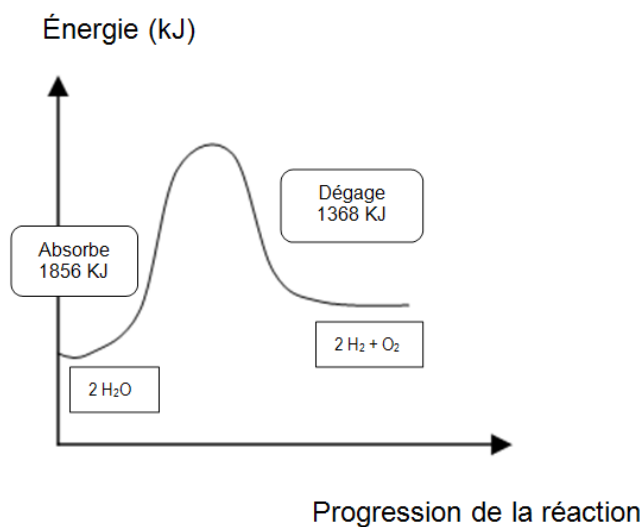 Énergie (kJ)
Dégage
1368 KJ
Absorbe
1856 KJ
2 H₂ + O₂
2 H₂O
Progression de la réaction